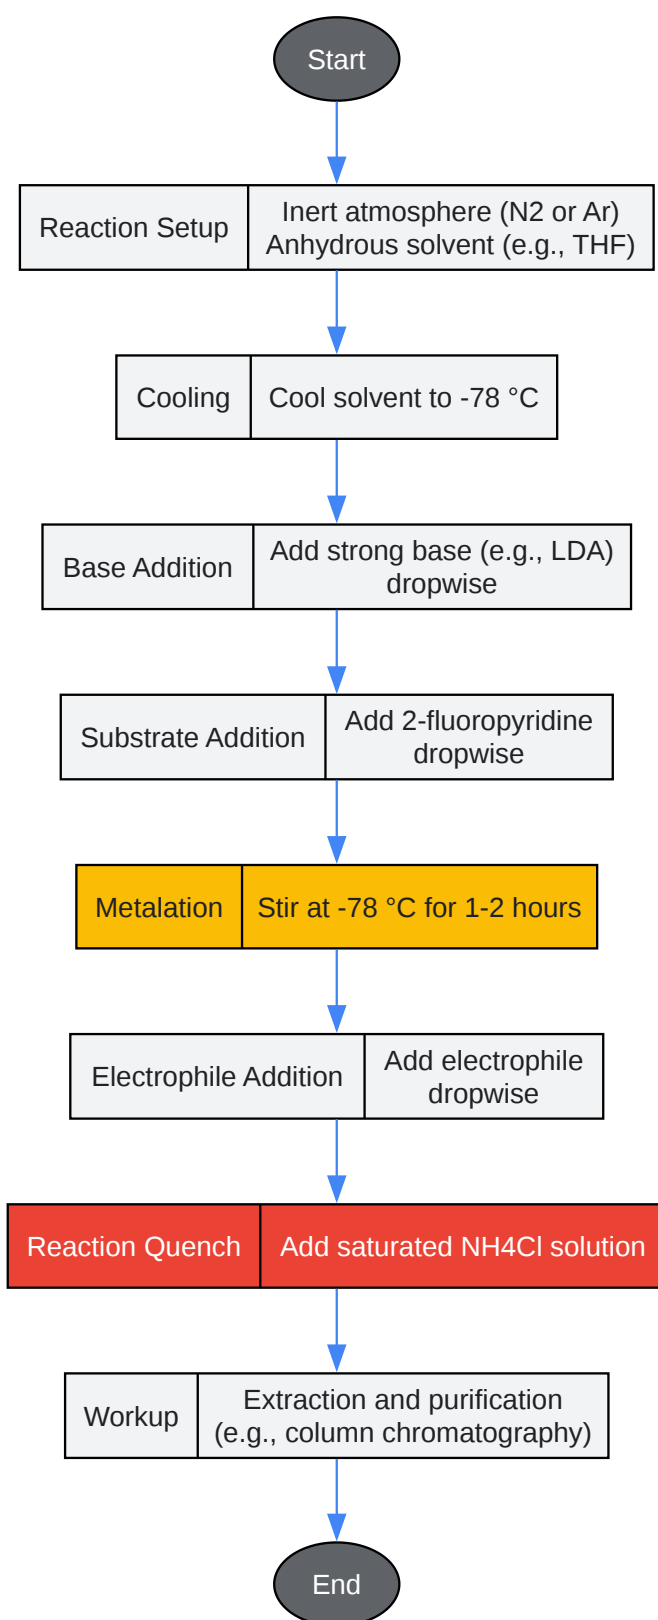 Start
Reaction Setup
Inert atmosphere (N2 or Ar)
Anhydrous solvent (e.g., THF)
Cooling
Cool solvent to -78 °C
Base Addition
Add strong base (e.g., LDA)
dropwise
Substrate Addition
Add 2-fluoropyridine
dropwise
Metalation
Stir at -78 °C for 1-2 hours
Electrophile Addition
Add electrophile
dropwise
Reaction Quench
Add saturated NH4Cl solution
Workup
Extraction and purification
(e.g., column chromatography)
End